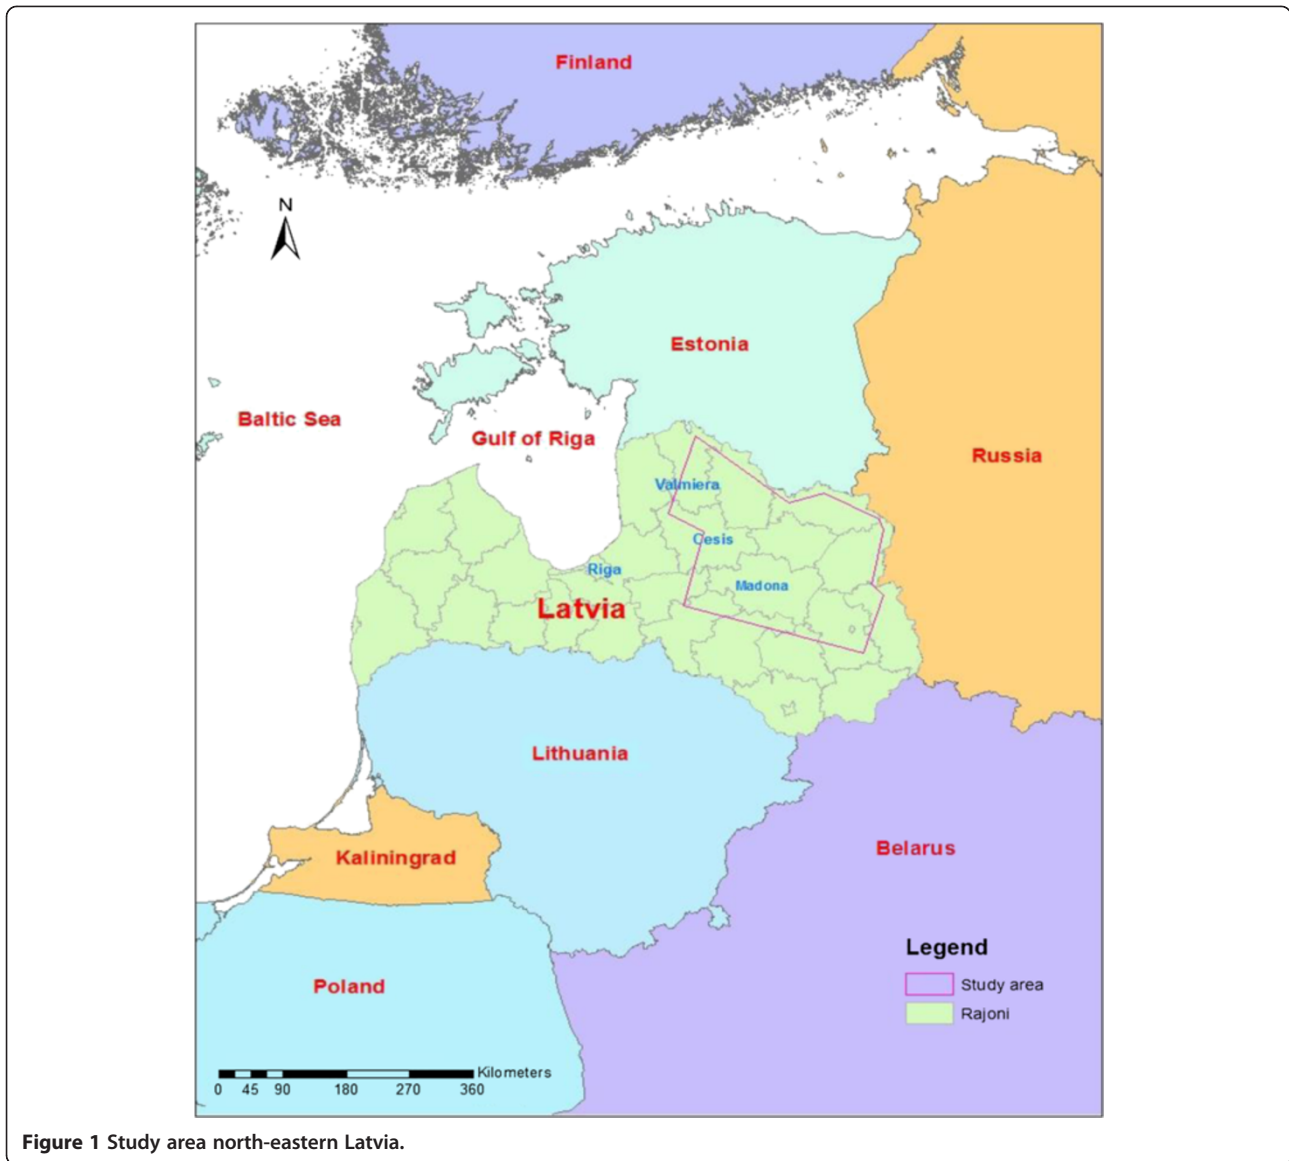 Finland
N
Estonia
Baltic Sea
Gulf of Riga
Russia
Valmiera
Cesis
Riga
Madona
Latvia
Lithuania
Kaliningrad
Belarus
Legend
Study area
Rajoni
Poland
Kilometers
0 45 90 180 270 360
Figure 1 Study area north-eastern Latvia.